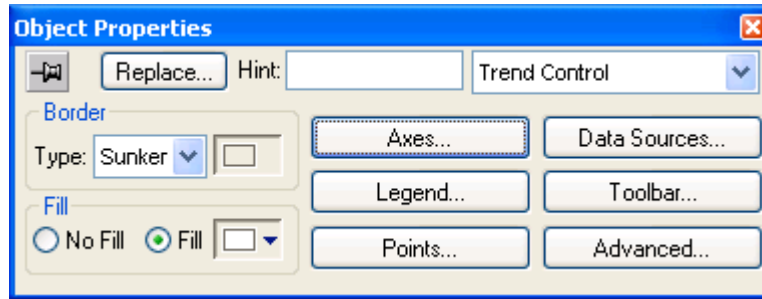 Object Properties
Replace... Hint: Trend Control
Border
Type: Sunker
Axes... Data Sources...
Legend... Toolbar...
Fill
No Fill Fill
Points... Advanced...